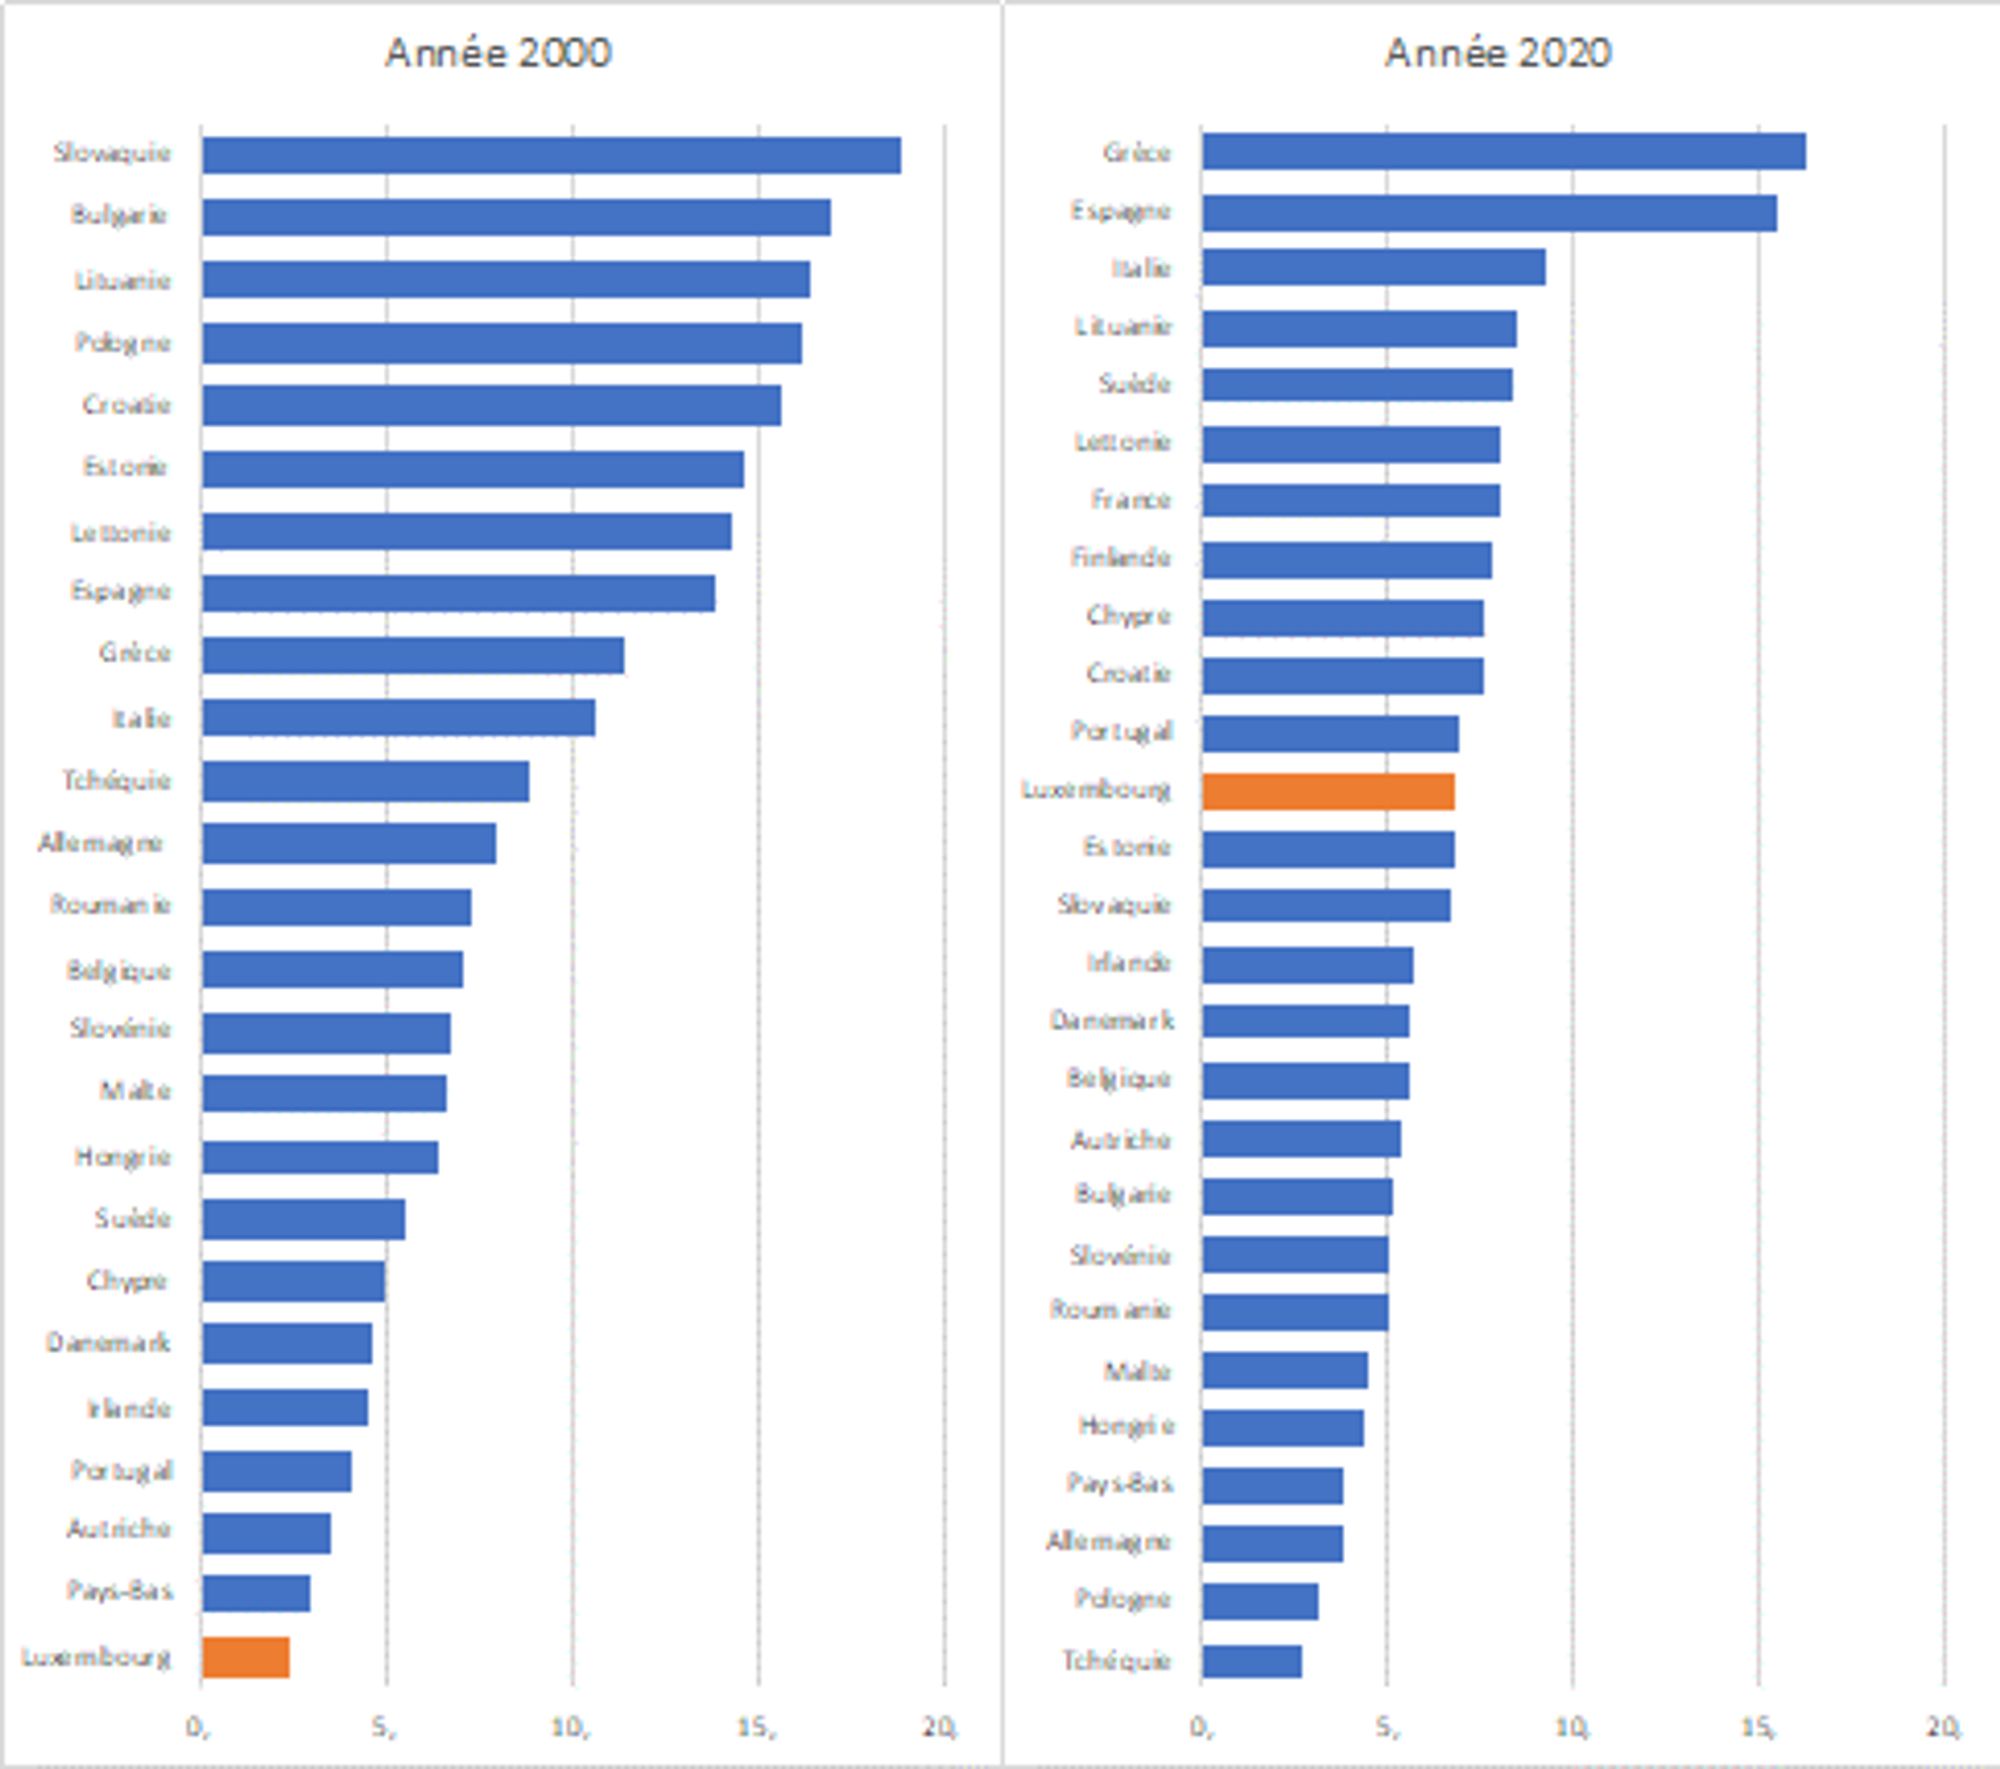 Année 2000
Slovaquie
Bulgarie
Lituanie
Pologne
Croatie
Estonie
Lettonie
Espagne
Grèce
Italie
Tchéquie
Allemagne
Roumanie
Belgique
Slovénie
Malte
Hongrie
Suède
Chypre
Danemark
Irlande
Portugal
Autriche
Pays-Bas
Luxembourg
0, 5, 10, 15, 20,
Année 2020
Grèce
Espagne
Italie
Lituanie
Suède
Lettonie
France
Finlande
Chypre
Croatie
Portugal
Luxembourg
Estonie
Slovaquie
Irlande
Danemark
Belgique
Autriche
Bulgarie
Slovénie
Roumanie
Malte
Hongrie
Pays-Bas
Allemagne
Pologne
Tchéquie
0, 5, 10, 15, 20,